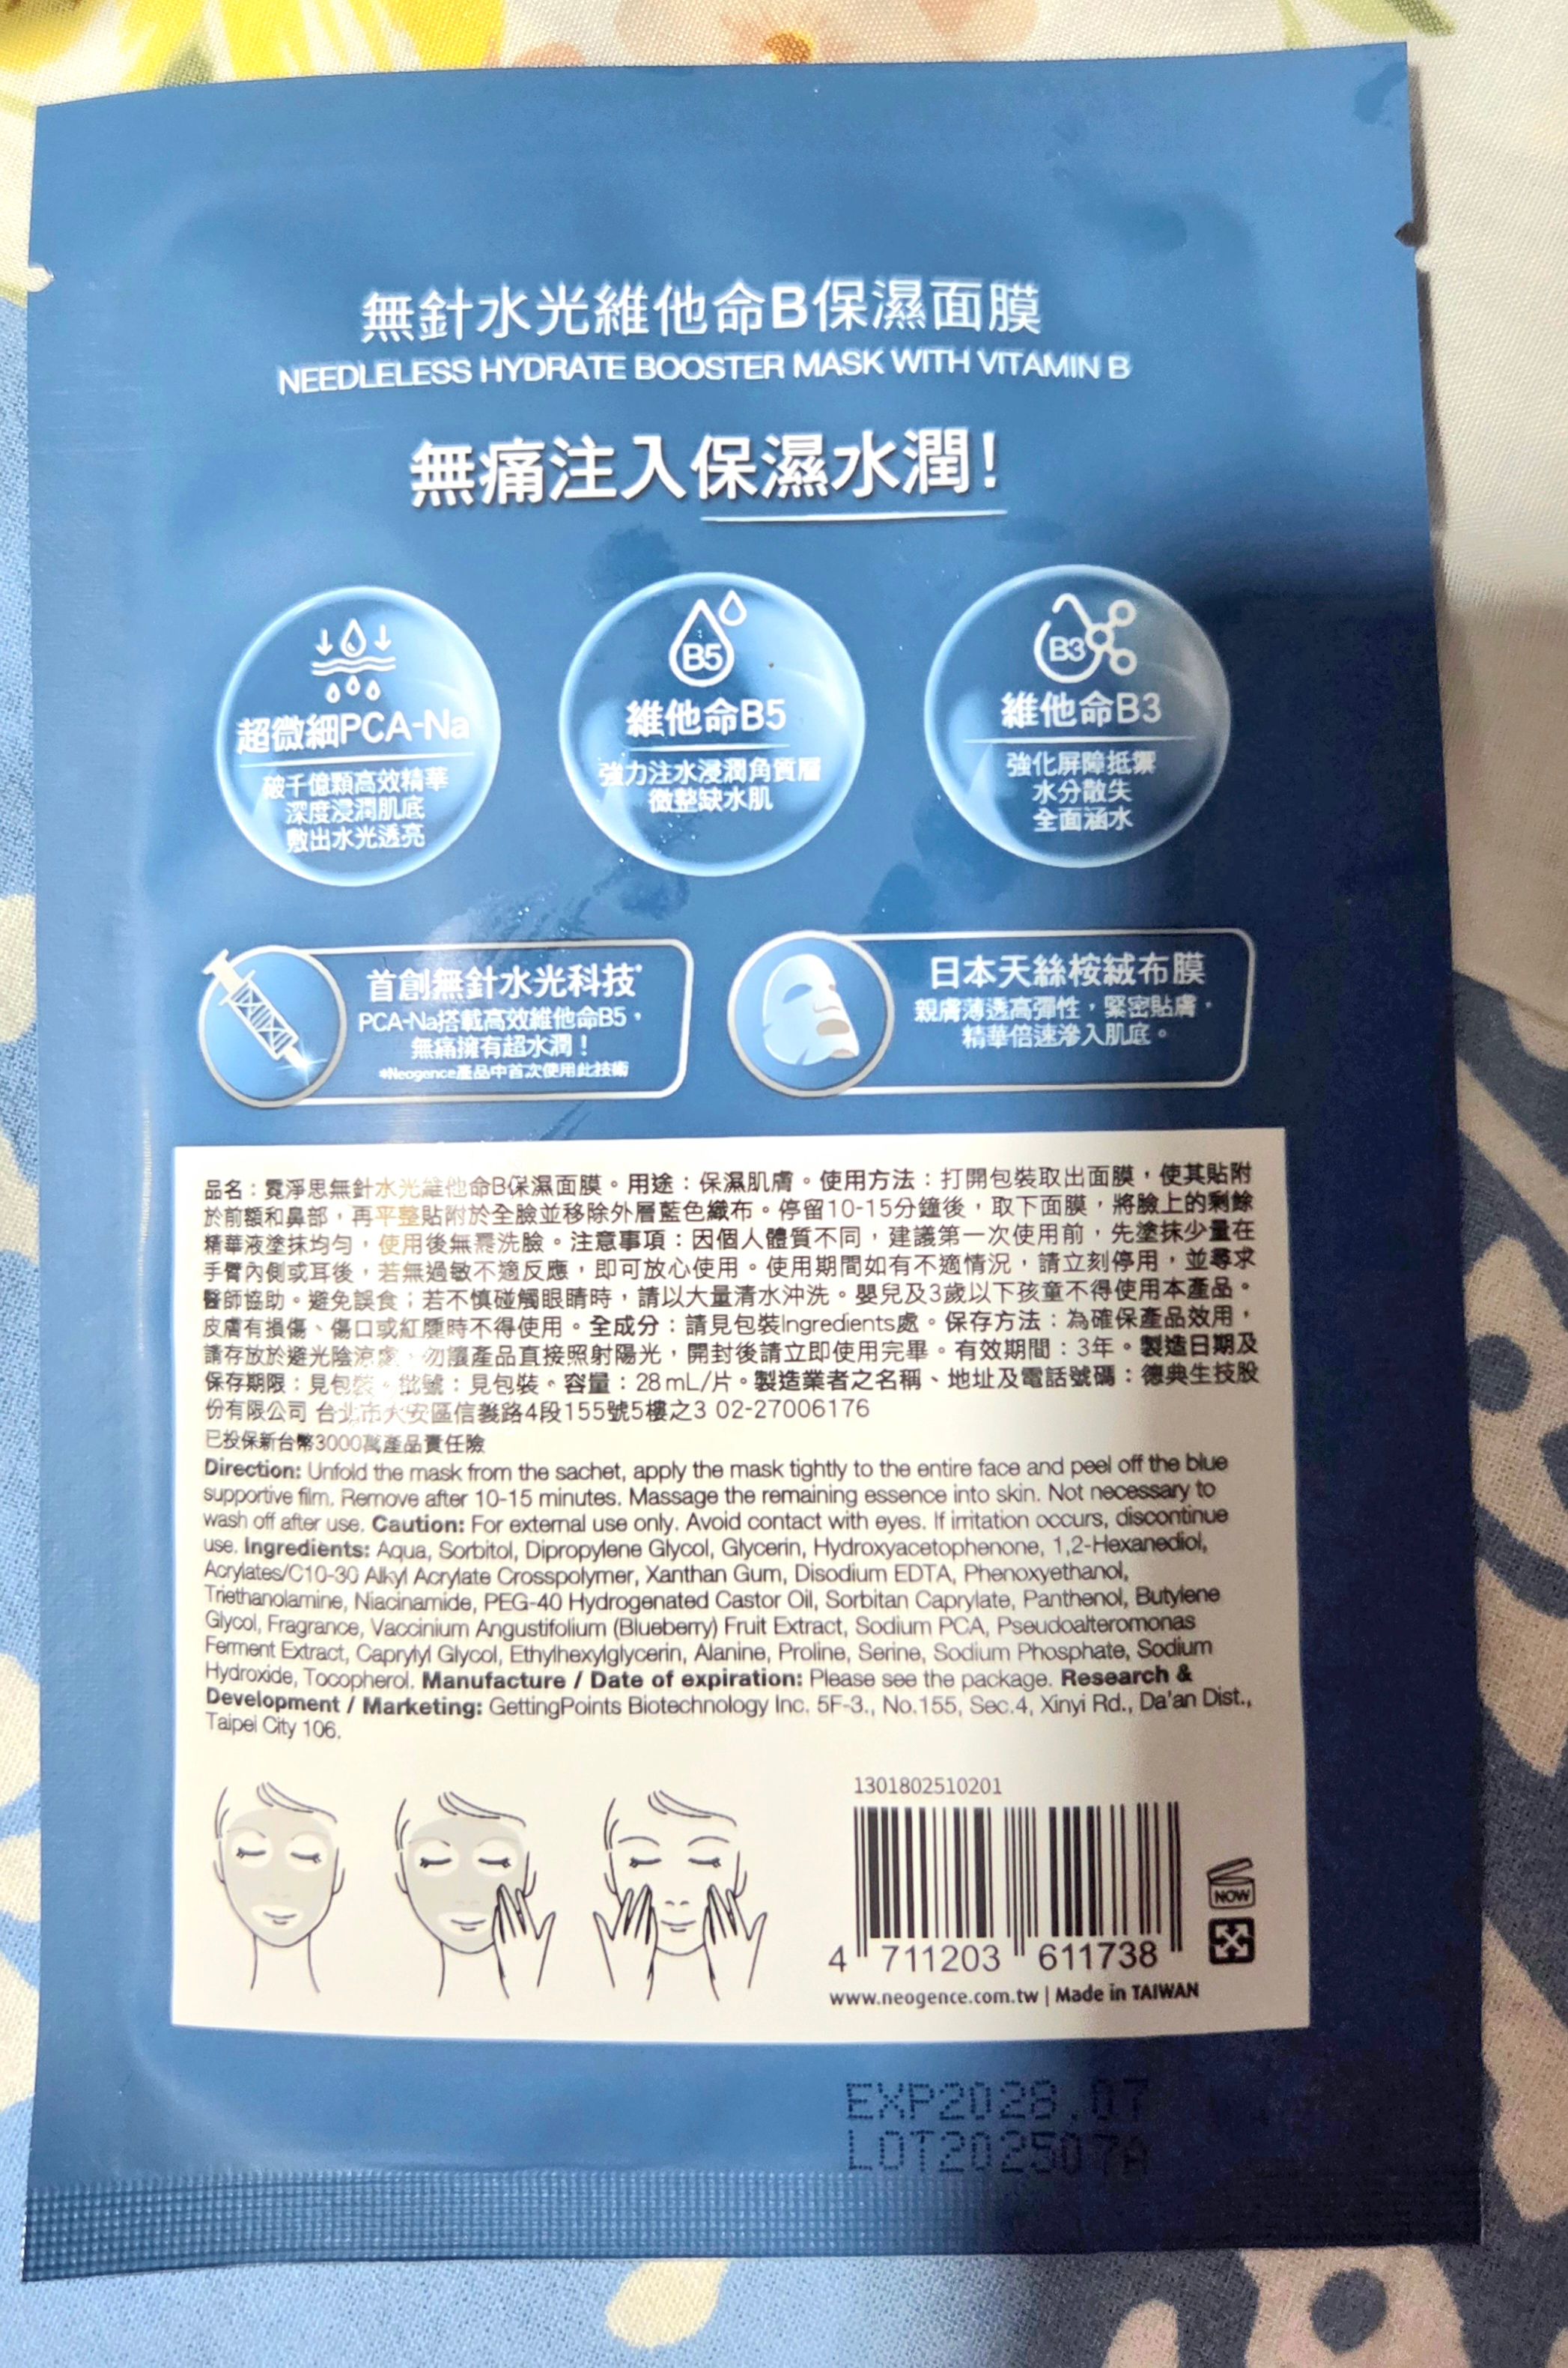 無針水光維他命B保濕面膜
NEEDLELESS HYDRATE BOOSTER MASK WITH VITAMIN B
無痛注入保濕水潤！
超微細PCA-Na
破千億顆高效精華
深度浸潤肌底
敷出水光透亮
B5
維他命B5
強力注水浸潤角質層
微整缺水肌
B3
維他命B3
強化屏障抵禦
水分散失
全面涵水
首創無針水光科技*
PCA-Na搭載高效維他命B5，
無痛擁有超水潤！
*Neogence產品中首次使用此技術
日本天絲桉絨布膜
親膚薄透高彈性，緊密貼膚，
精華倍速滲入肌底。
品名：霓淨思無針水光維他命B保濕面膜。用途：保濕肌膚。使用方法：打開包裝取出面膜，使其貼附
於前額和鼻部，再平整貼附於全臉並移除外層藍色織布。停留10-15分鐘後，取下面膜，將臉上的剩餘
精華液塗抹均勻，使用後無需洗臉。注意事項：因個人體質不同，建議第一次使用前，先塗抹少量在
手臂內側或耳後，若無過敏不適反應，即可放心使用。使用期間如有不適情況，請立刻停用，並尋求
醫師協助。避免誤食；若不慎碰觸眼睛時，請以大量清水沖洗。嬰兒及3歲以下孩童不得使用本產品。
皮膚有損傷、傷口或紅腫時不得使用。全成分：請見包裝Ingredients處。保存方法：為確保產品效用，
請存放於避光陰涼處，勿讓產品直接照射陽光，開封後請立即使用完畢。有效期間：3年。製造日期及
保存期限：見包裝。批號：見包裝。容量：28mL/片。製造業者之名稱、地址及電話號碼：德典生技股
份有限公司 台北市大安區信義路4段155號5樓之3 02-27006176
已投保新台幣3000萬產品責任險
Direction: Unfold the mask from the sachet, apply the mask tightly to the entire face and peel off the blue
supportive film. Remove after 10-15 minutes. Massage the remaining essence into skin. Not necessary to
wash off after use. Caution: For external use only. Avoid contact with eyes. If irritation occurs, discontinue
use. Ingredients: Aqua, Sorbitol, Dipropylene Glycol, Glycerin, Hydroxyacetophenone, 1,2-Hexanediol,
Acrylates/C10-30 Alkyl Acrylate Crosspolymer, Xanthan Gum, Disodium EDTA, Phenoxyethanol,
Triethanolamine, Niacinamide, PEG-40 Hydrogenated Castor Oil, Sorbitan Caprylate, Panthenol, Butylene
Glycol, Fragrance, Vaccinium Angustifolium (Blueberry) Fruit Extract, Sodium PCA, Pseudoalteromonas
Ferment Extract, Caprylyl Glycol, Ethylhexylglycerin, Alanine, Proline, Serine, Sodium Phosphate, Sodium
Hydroxide, Tocopherol. Manufacture / Date of expiration: Please see the package. Research &
Development / Marketing: GettingPoints Biotechnology Inc. 5F-3., No.155, Sec.4, Xinyi Rd., Da'an Dist.,
Taipei City 106.
1301802510201
4 711203 611738
NOW
www.neogence.com.tw | Made in TAIWAN
EXP2028.07
LOT202507A